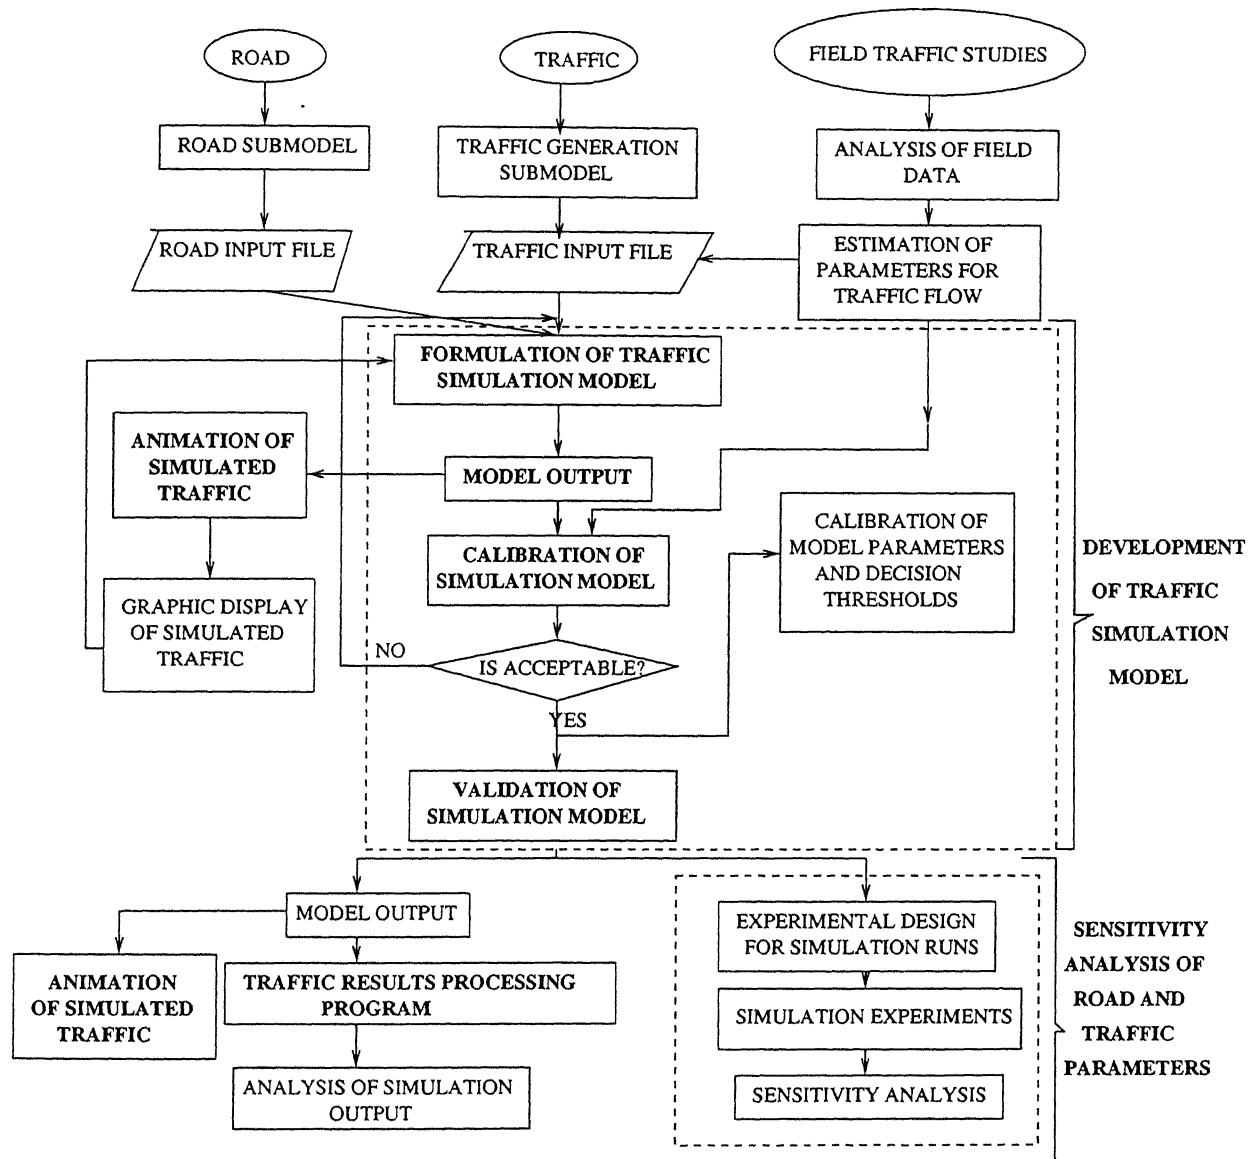 ROAD
TRAFFIC
FIELD TRAFFIC STUDIES
ROAD SUBMODEL
TRAFFIC GENERATION
SUBMODEL
ANALYSIS OF FIELD
DATA
ROAD INPUT FILE
TRAFFIC INPUT FILE
ESTIMATION OF
PARAMETERS FOR
TRAFFIC FLOW
FORMULATION OF TRAFFIC
SIMULATION MODEL
ANIMATION OF
SIMULATED
TRAFFIC
MODEL OUTPUT
CALIBRATION OF
SIMULATION MODEL
CALIBRATION OF
MODEL PARAMETERS
AND DECISION
THRESHOLDS
GRAPHIC DISPLAY
OF SIMULATED
TRAFFIC
NO
IS ACCEPTABLE?
YES
DEVELOPMENT
OF TRAFFIC
SIMULATION
MODEL
VALIDATION OF
SIMULATION MODEL
MODEL OUTPUT
ANIMATION
OF SIMULATED
TRAFFIC
TRAFFIC RESULTS PROCESSING
PROGRAM
ANALYSIS OF SIMULATION
OUTPUT
EXPERIMENTAL DESIGN
FOR SIMULATION RUNS
SIMULATION EXPERIMENTS
SENSITIVITY ANALYSIS
SENSITIVITY
ANALYSIS OF
ROAD AND
TRAFFIC
PARAMETERS